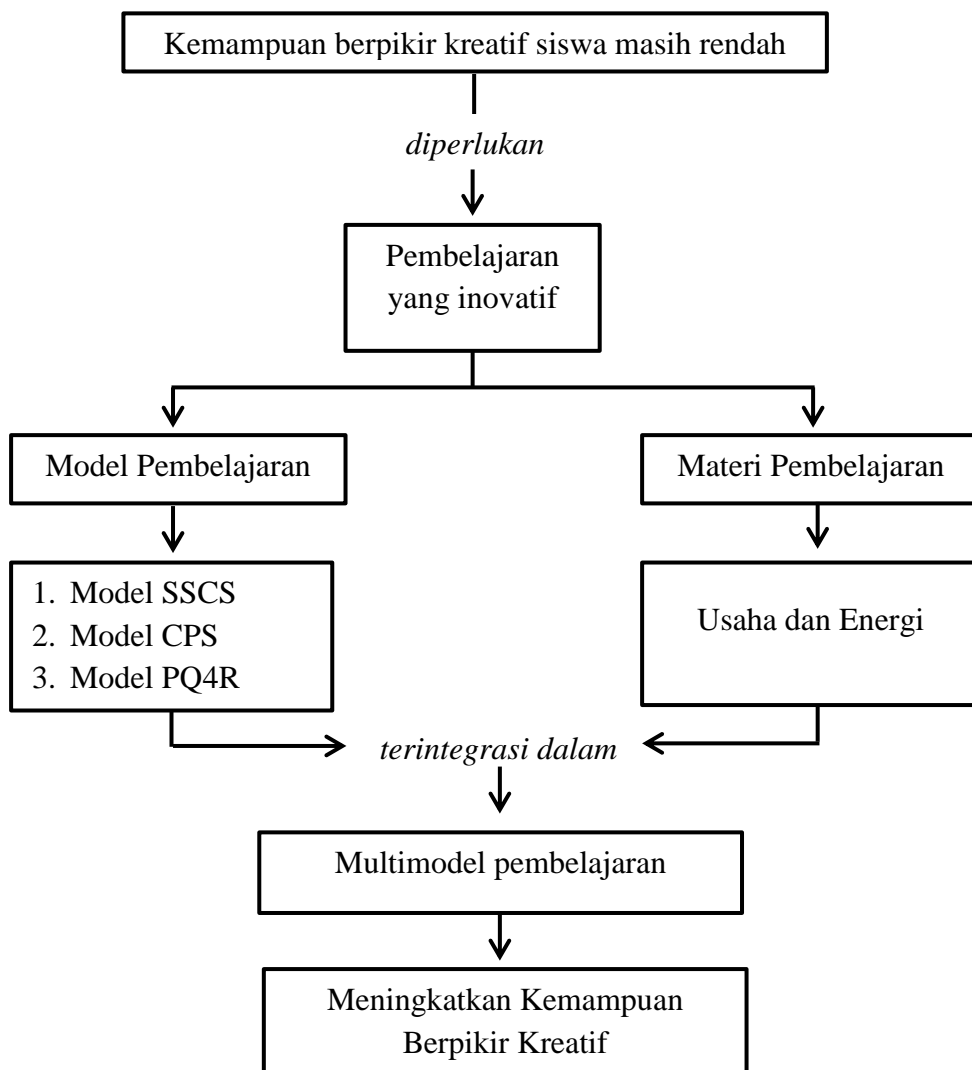 Kemampuan berpikir kreatif siswa masih rendah
diperlukan
Pembelajaran
yang inovatif
Model Pembelajaran
Materi Pembelajaran
1. Model SSCS
2. Model CPS
3. Model PQ4R
Usaha dan Energi
terintegrasi dalam
Multimodel pembelajaran
Meningkatkan Kemampuan
Berpikir Kreatif